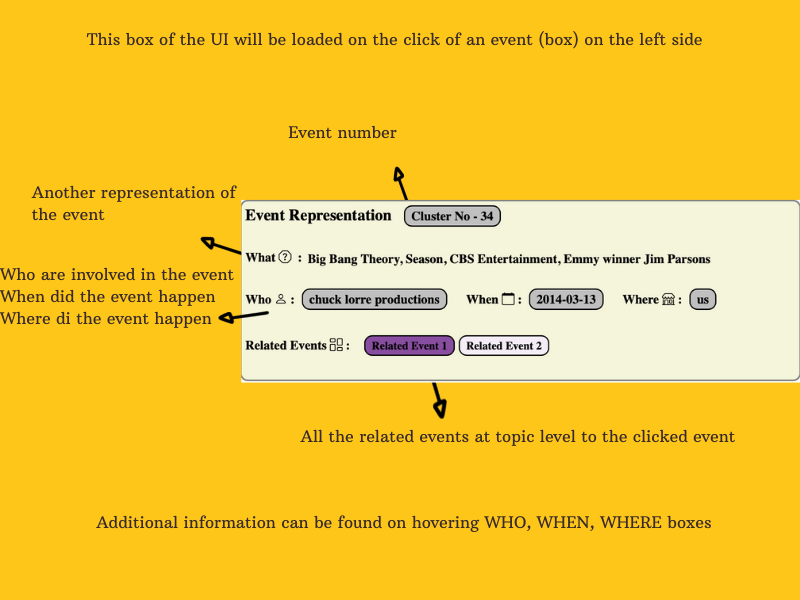 This box of the UI will be loaded on the click of an event (box) on the left side
Event number
Another representation of
the event
Event Representation Cluster No - 34
What ? : Big Bang Theory, Season, CBS Entertainment, Emmy winner Jim Parsons
Who are involved in the event
When did the event happen
Where di the event happen
Who : chuck lorre productions When : 2014-03-13 Where : us
Related Events : Related Event 1 Related Event 2
All the related events at topic level to the clicked event
Additional information can be found on hovering WHO, WHEN, WHERE boxes